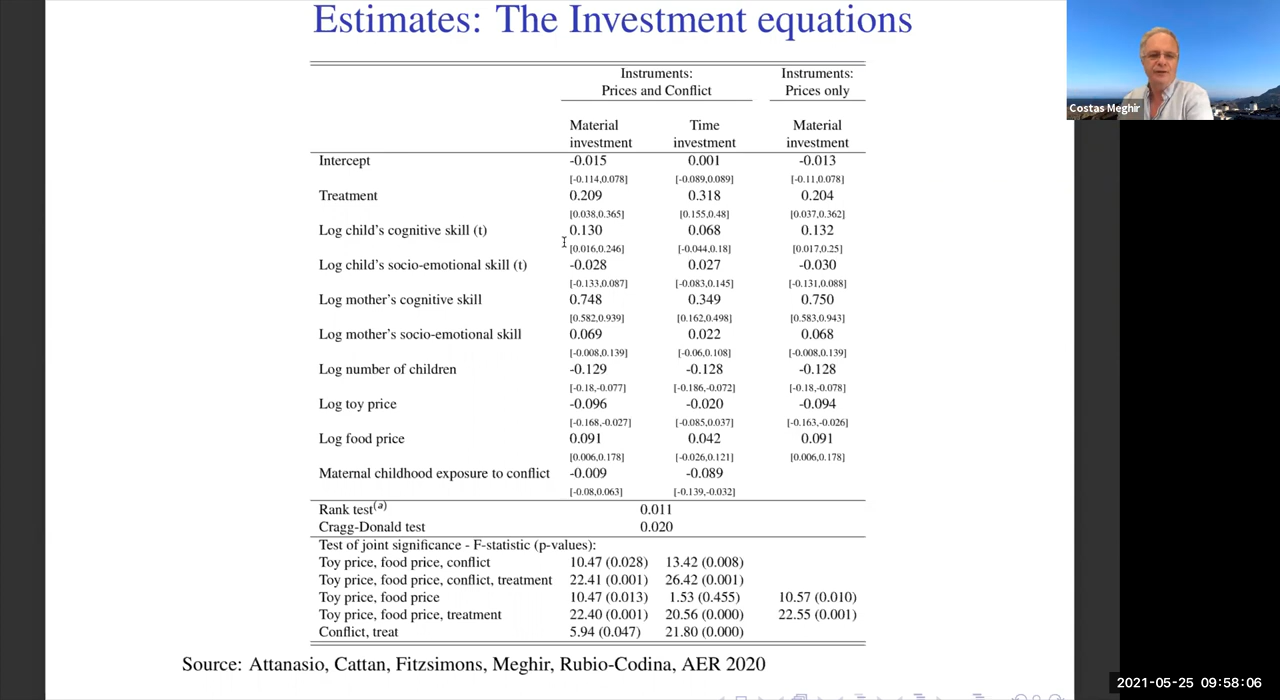 Estimates: The Investment equations
Instruments: Instruments:
Prices and Conflict Prices only
Material Time Material
investment investment investment
Intercept -0.015 0.001 -0.013
[-0.114,0.078] [-0.089,0.089] [-0.11,0.078]
Treatment 0.209 0.318 0.204
[0.038,0.365] [0.155,0.48] [0.037,0.362]
Log child's cognitive skill (t) 0.130 0.068 0.132
[0.016,0.246] [-0.044,0.18] [0.017,0.25]
Log child's socio-emotional skill (t) -0.028 0.027 -0.030
[-0.133,0.087] [-0.083,0.145] [-0.131,0.088]
Log mother's cognitive skill 0.748 0.349 0.750
[0.582,0.939] [0.162,0.498] [0.583,0.943]
Log mother's socio-emotional skill 0.069 0.022 0.068
[-0.008,0.139] [-0.06,0.108] [-0.008,0.139]
Log number of children -0.129 -0.128 -0.128
[-0.18,-0.077] [-0.186,-0.072] [-0.18,-0.078]
Log toy price -0.096 -0.020 -0.094
[-0.168,-0.027] [-0.085,0.037] [-0.163,-0.026]
Log food price 0.091 0.042 0.091
[0.006,0.178] [-0.026,0.121] [0.006,0.178]
Maternal childhood exposure to conflict -0.009 -0.089
[-0.08,0.063] [-0.139,-0.032]
Rank test(a) 0.011
Cragg-Donald test 0.020
Test of joint significance - F-statistic (p-values):
Toy price, food price, conflict 10.47 (0.028) 13.42 (0.008)
Toy price, food price, conflict, treatment 22.41 (0.001) 26.42 (0.001)
Toy price, food price 10.47 (0.013) 1.53 (0.455) 10.57 (0.010)
Toy price, food price, treatment 22.40 (0.001) 20.56 (0.000) 22.55 (0.001)
Conflict, treat 5.94 (0.047) 21.80 (0.000)
Source: Attanasio, Cattan, Fitzsimons, Meghir, Rubio-Codina, AER 2020
Costas Meghir
2021-05-25 09:58:06